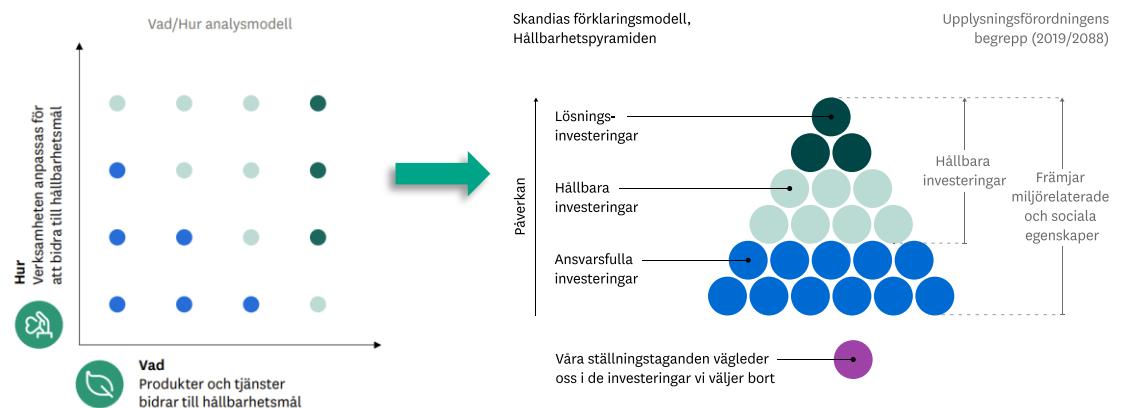 Vad/Hur analysmodell
Hur
Verksamheten anpassas för
att bidra till hållbarhetsmål
Vad
Produkter och tjänster
bidrar till hållbarhetsmål
Skandias förklaringsmodell,
Hållbarhetspyramiden
Upplysningsförordningens
begrepp (2019/2088)
Påverkan
Lösnings-
investeringar
Hållbara
investeringar
Ansvarsfulla
investeringar
Hållbara
investeringar
Främjar
miljörelaterade
och sociala
egenskaper
Våra ställningstaganden vägleder
oss i de investeringar vi väljer bort